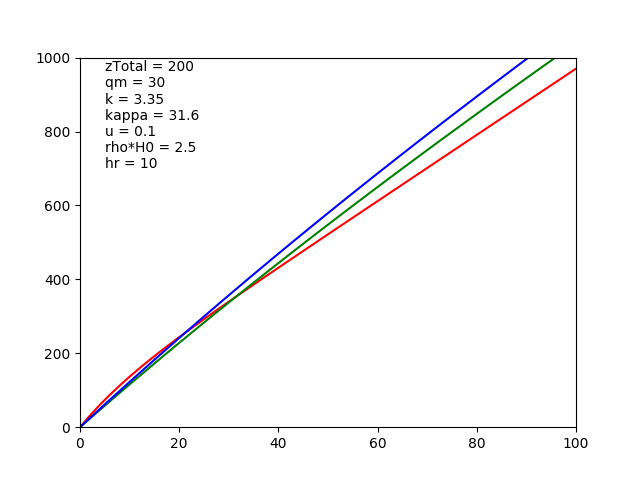 1000
zTotal = 200
qm = 30
k = 3.35
kappa = 31.6
u = 0.1
rho*H0 = 2.5
hr = 10
800
600
400
200
0
0 20 40 60 80 100